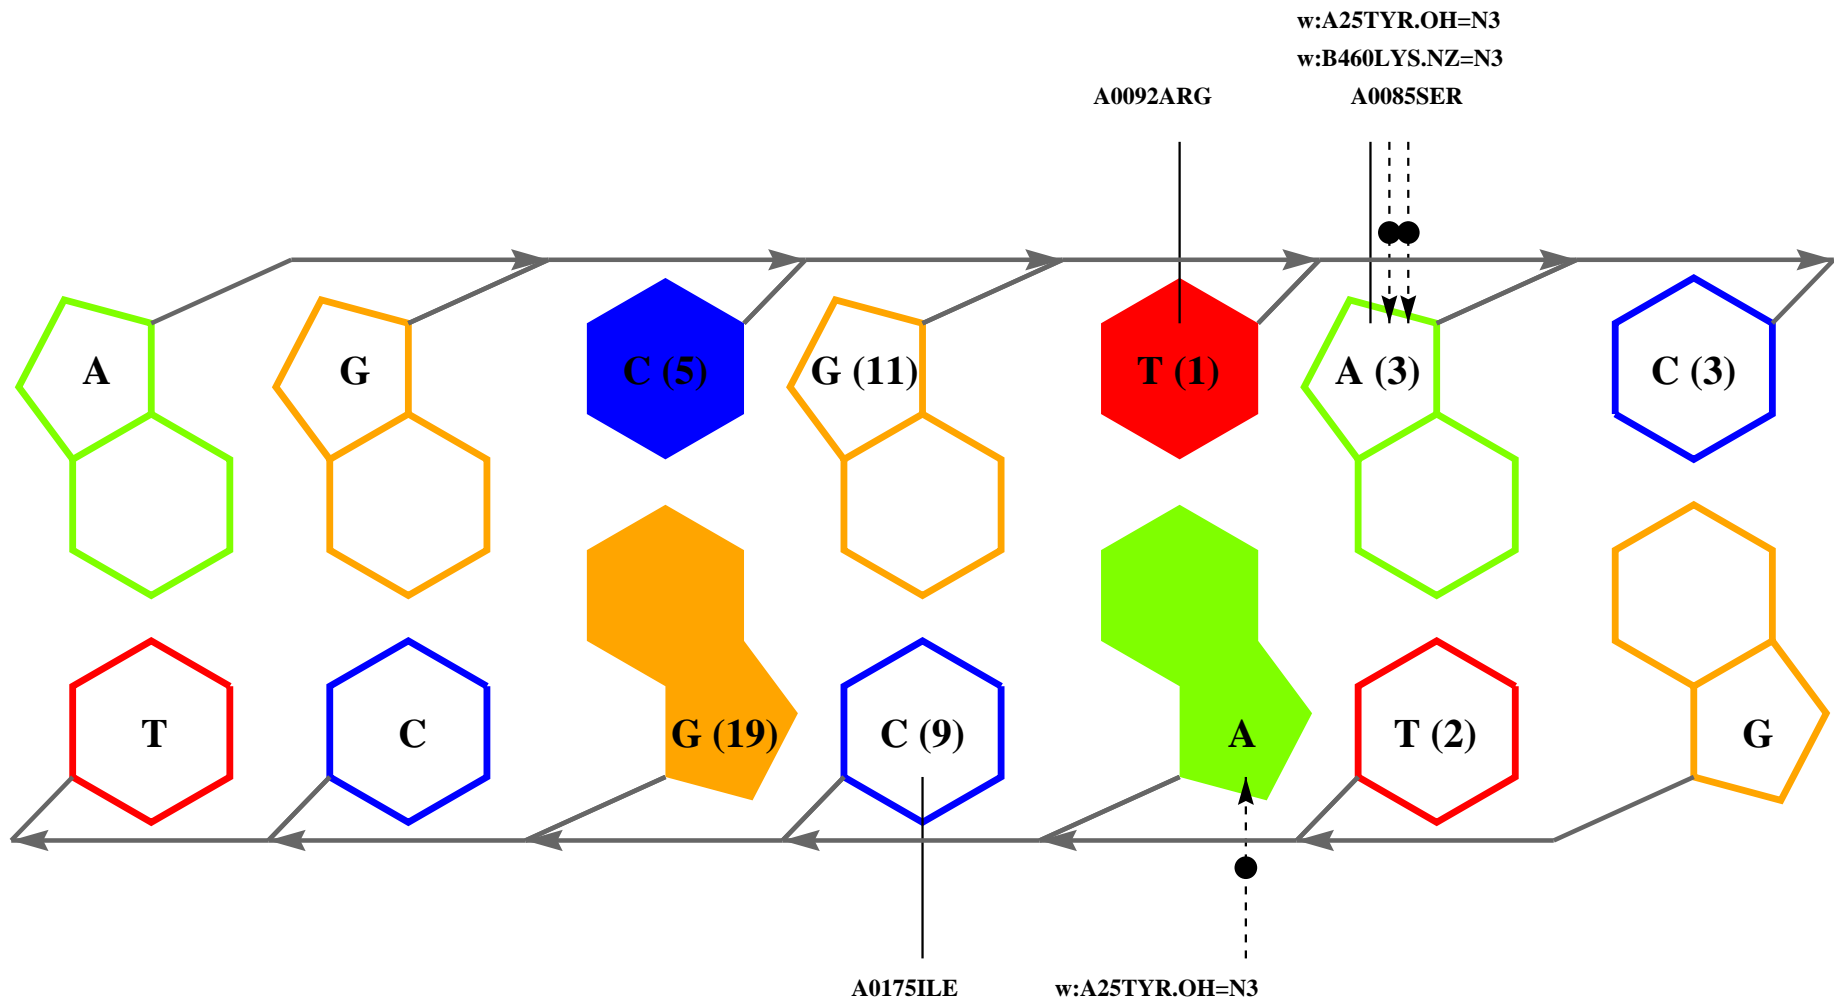 w:A25TYR.OH=N3
w:B460LYS.NZ=N3
A0092ARG A0085SER
A G C (5) G (11) T (1) A (3) C (3)
T C G (19) C (9) A T (2) G
A0175ILE w:A25TYR.OH=N3